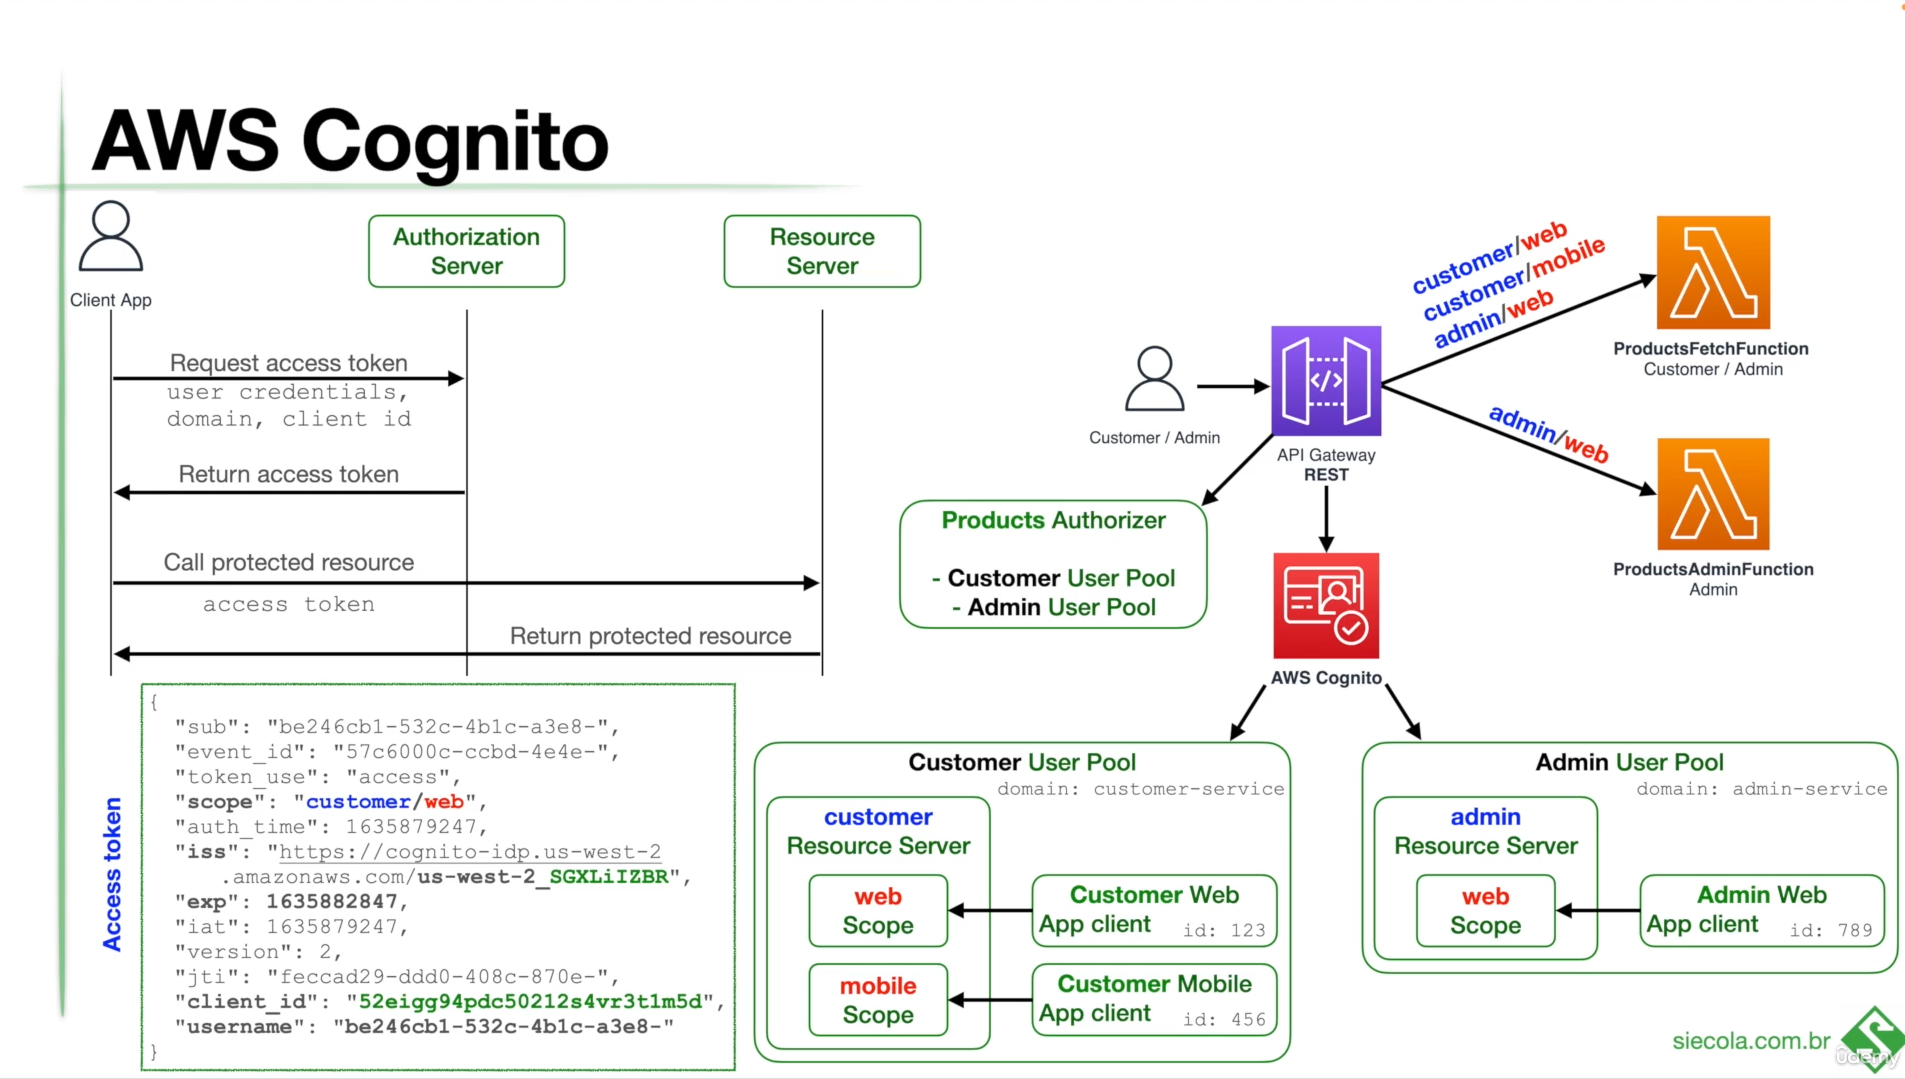 AWS Cognito
Client App
Authorization
Server
Resource
Server
Request access token
user credentials,
domain, client id
Return access token
Call protected resource
access token
Return protected resource
Access token
{
"sub": "be246cb1-532c-4b1c-a3e8-",
"event_id": "57c6000c-ccbd-4e4e-",
"token_use": "access",
"scope": "customer/web",
"auth_time": 1635879247,
"iss": "https://cognito-idp.us-west-2
.amazonaws.com/us-west-2_SGXLiIZBR",
"exp": 1635882847,
"iat": 1635879247,
"version": 2,
"jti": "feccad29-ddd0-408c-870e-",
"client_id": "52eigg94pdc50212s4vr3t1m5d",
"username": "be246cb1-532c-4b1c-a3e8-"
}
Customer / Admin
API Gateway
REST
customer/web
customer/mobile
admin/web
ProductsFetchFunction
Customer / Admin
admin/web
ProductsAdminFunction
Admin
Products Authorizer
- Customer User Pool
- Admin User Pool
AWS Cognito
Customer User Pool
domain: customer-service
customer
Resource Server
web
Scope
Customer Web
App client id: 123
mobile
Scope
Customer Mobile
App client id: 456
Admin User Pool
domain: admin-service
admin
Resource Server
web
Scope
Admin Web
App client id: 789
siecola.com.br
S
ûdemy